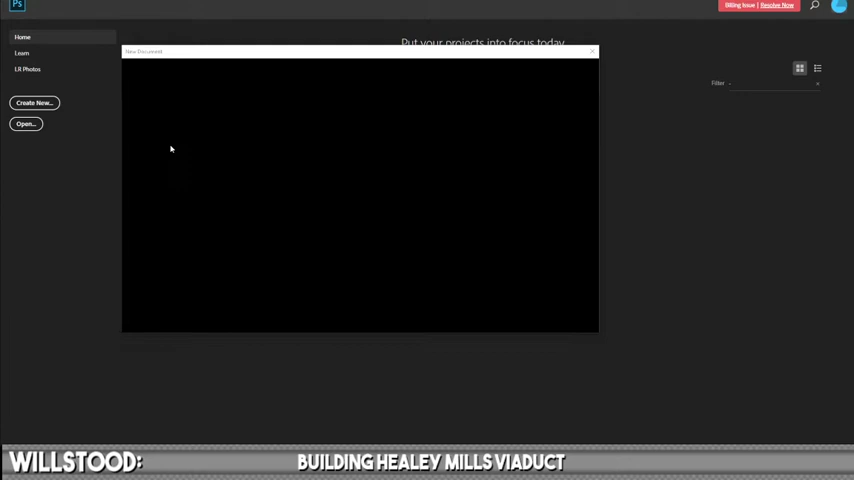 Ps
Billing Issue | Resolve Now
Home
Learn
LR Photos
Create New...
Open...
Put your projects into focus today
New Document
Filter
WILLSTOOD:
BUILDING HEALEY MILLS VIADUCT